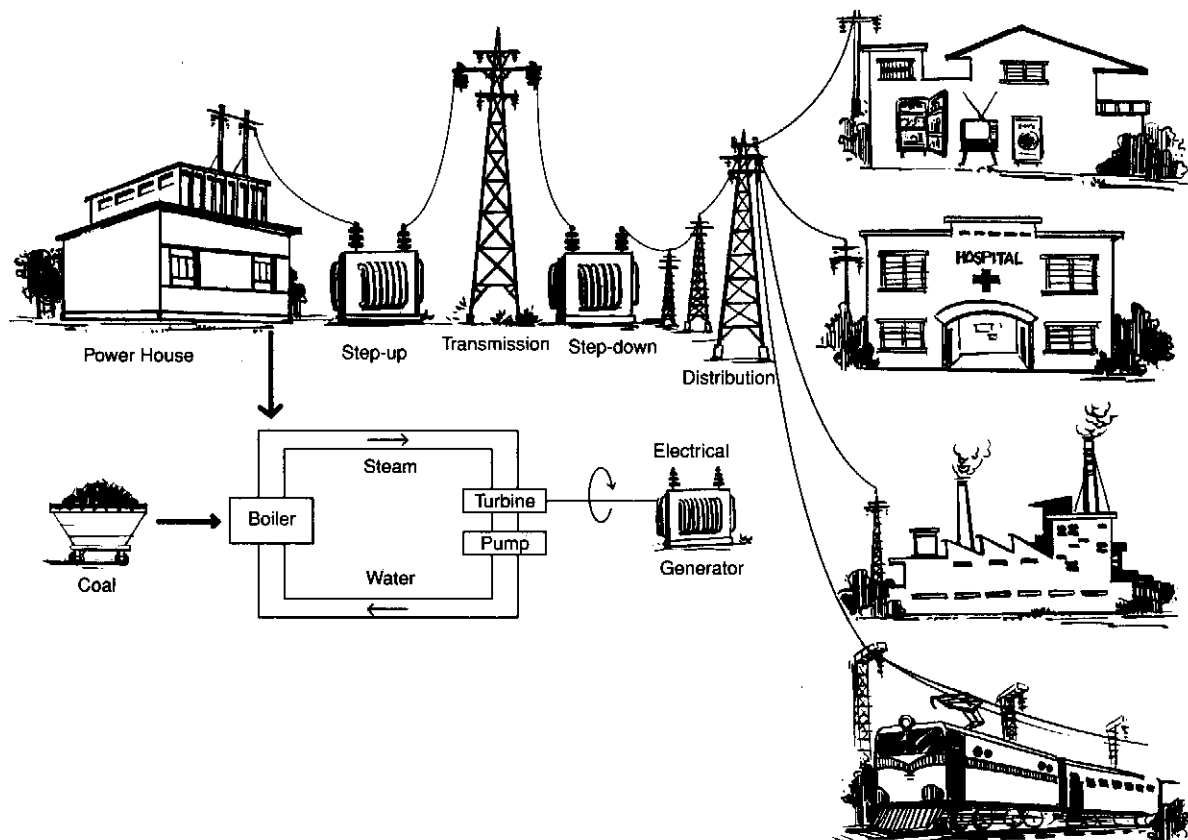 HOSPITAL
Power House
Step-up
Transmission
Step-down
Distribution
Steam
Electrical
Boiler
Turbine
Pump
Coal
Water
Generator